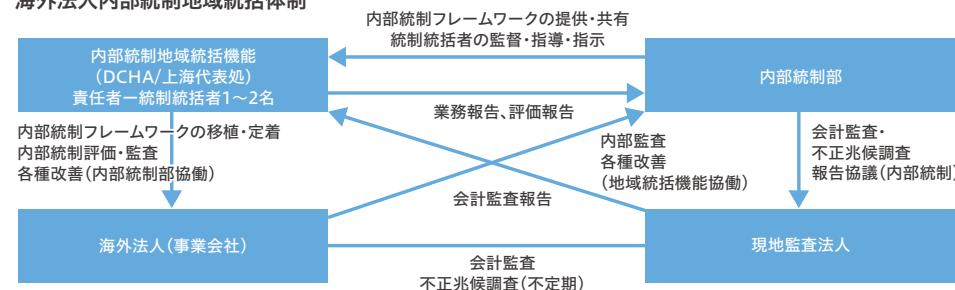 海外法人内部統制地域統括体制
内部統制フレームワークの提供・共有
統制統括者の監督・指導・指示
内部統制地域統括機能
（DCHA/上海代表処）
責任者ー統制統括者1〜2名
内部統制部
業務報告、評価報告
内部統制フレームワークの移植・定着
内部統制評価・監査
各種改善（内部統制部協働）
内部監査
各種改善
（地域統括機能協働）
会計監査・
不正兆候調査
報告協議（内部統制）
会計監査報告
海外法人（事業会社）
現地監査法人
会計監査
不正兆候調査（不定期）